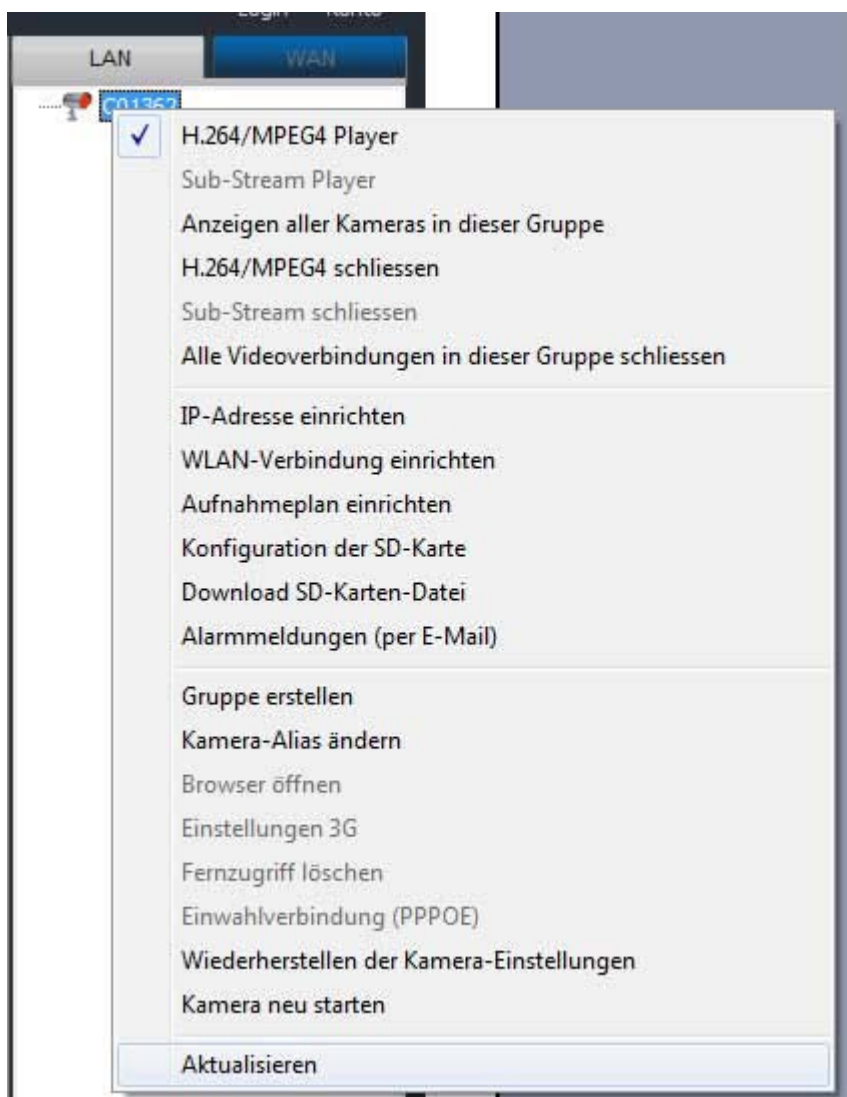 Login Konto
LAN WAN
C01362
H.264/MPEG4 Player
Sub-Stream Player
Anzeigen aller Kameras in dieser Gruppe
H.264/MPEG4 schliessen
Sub-Stream schliessen
Alle Videoverbindungen in dieser Gruppe schliessen
IP-Adresse einrichten
WLAN-Verbindung einrichten
Aufnahmeplan einrichten
Konfiguration der SD-Karte
Download SD-Karten-Datei
Alarmmeldungen (per E-Mail)
Gruppe erstellen
Kamera-Alias ändern
Browser öffnen
Einstellungen 3G
Fernzugriff löschen
Einwahlverbindung (PPPOE)
Wiederherstellen der Kamera-Einstellungen
Kamera neu starten
Aktualisieren